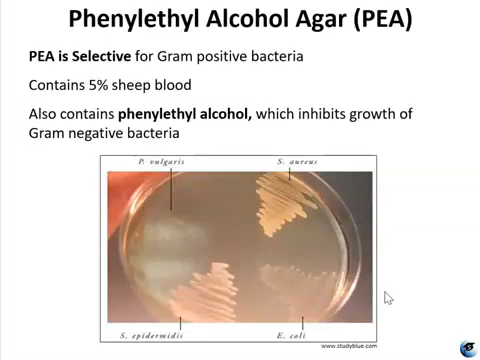 Phenylethyl Alcohol Agar (PEA)
PEA is Selective for Gram positive bacteria
Contains 5% sheep blood
Also contains phenylethyl alcohol, which inhibits growth of
Gram negative bacteria
P. vulgaris
S. aureus
S. epidermidis
E. coli
www.studyblue.com